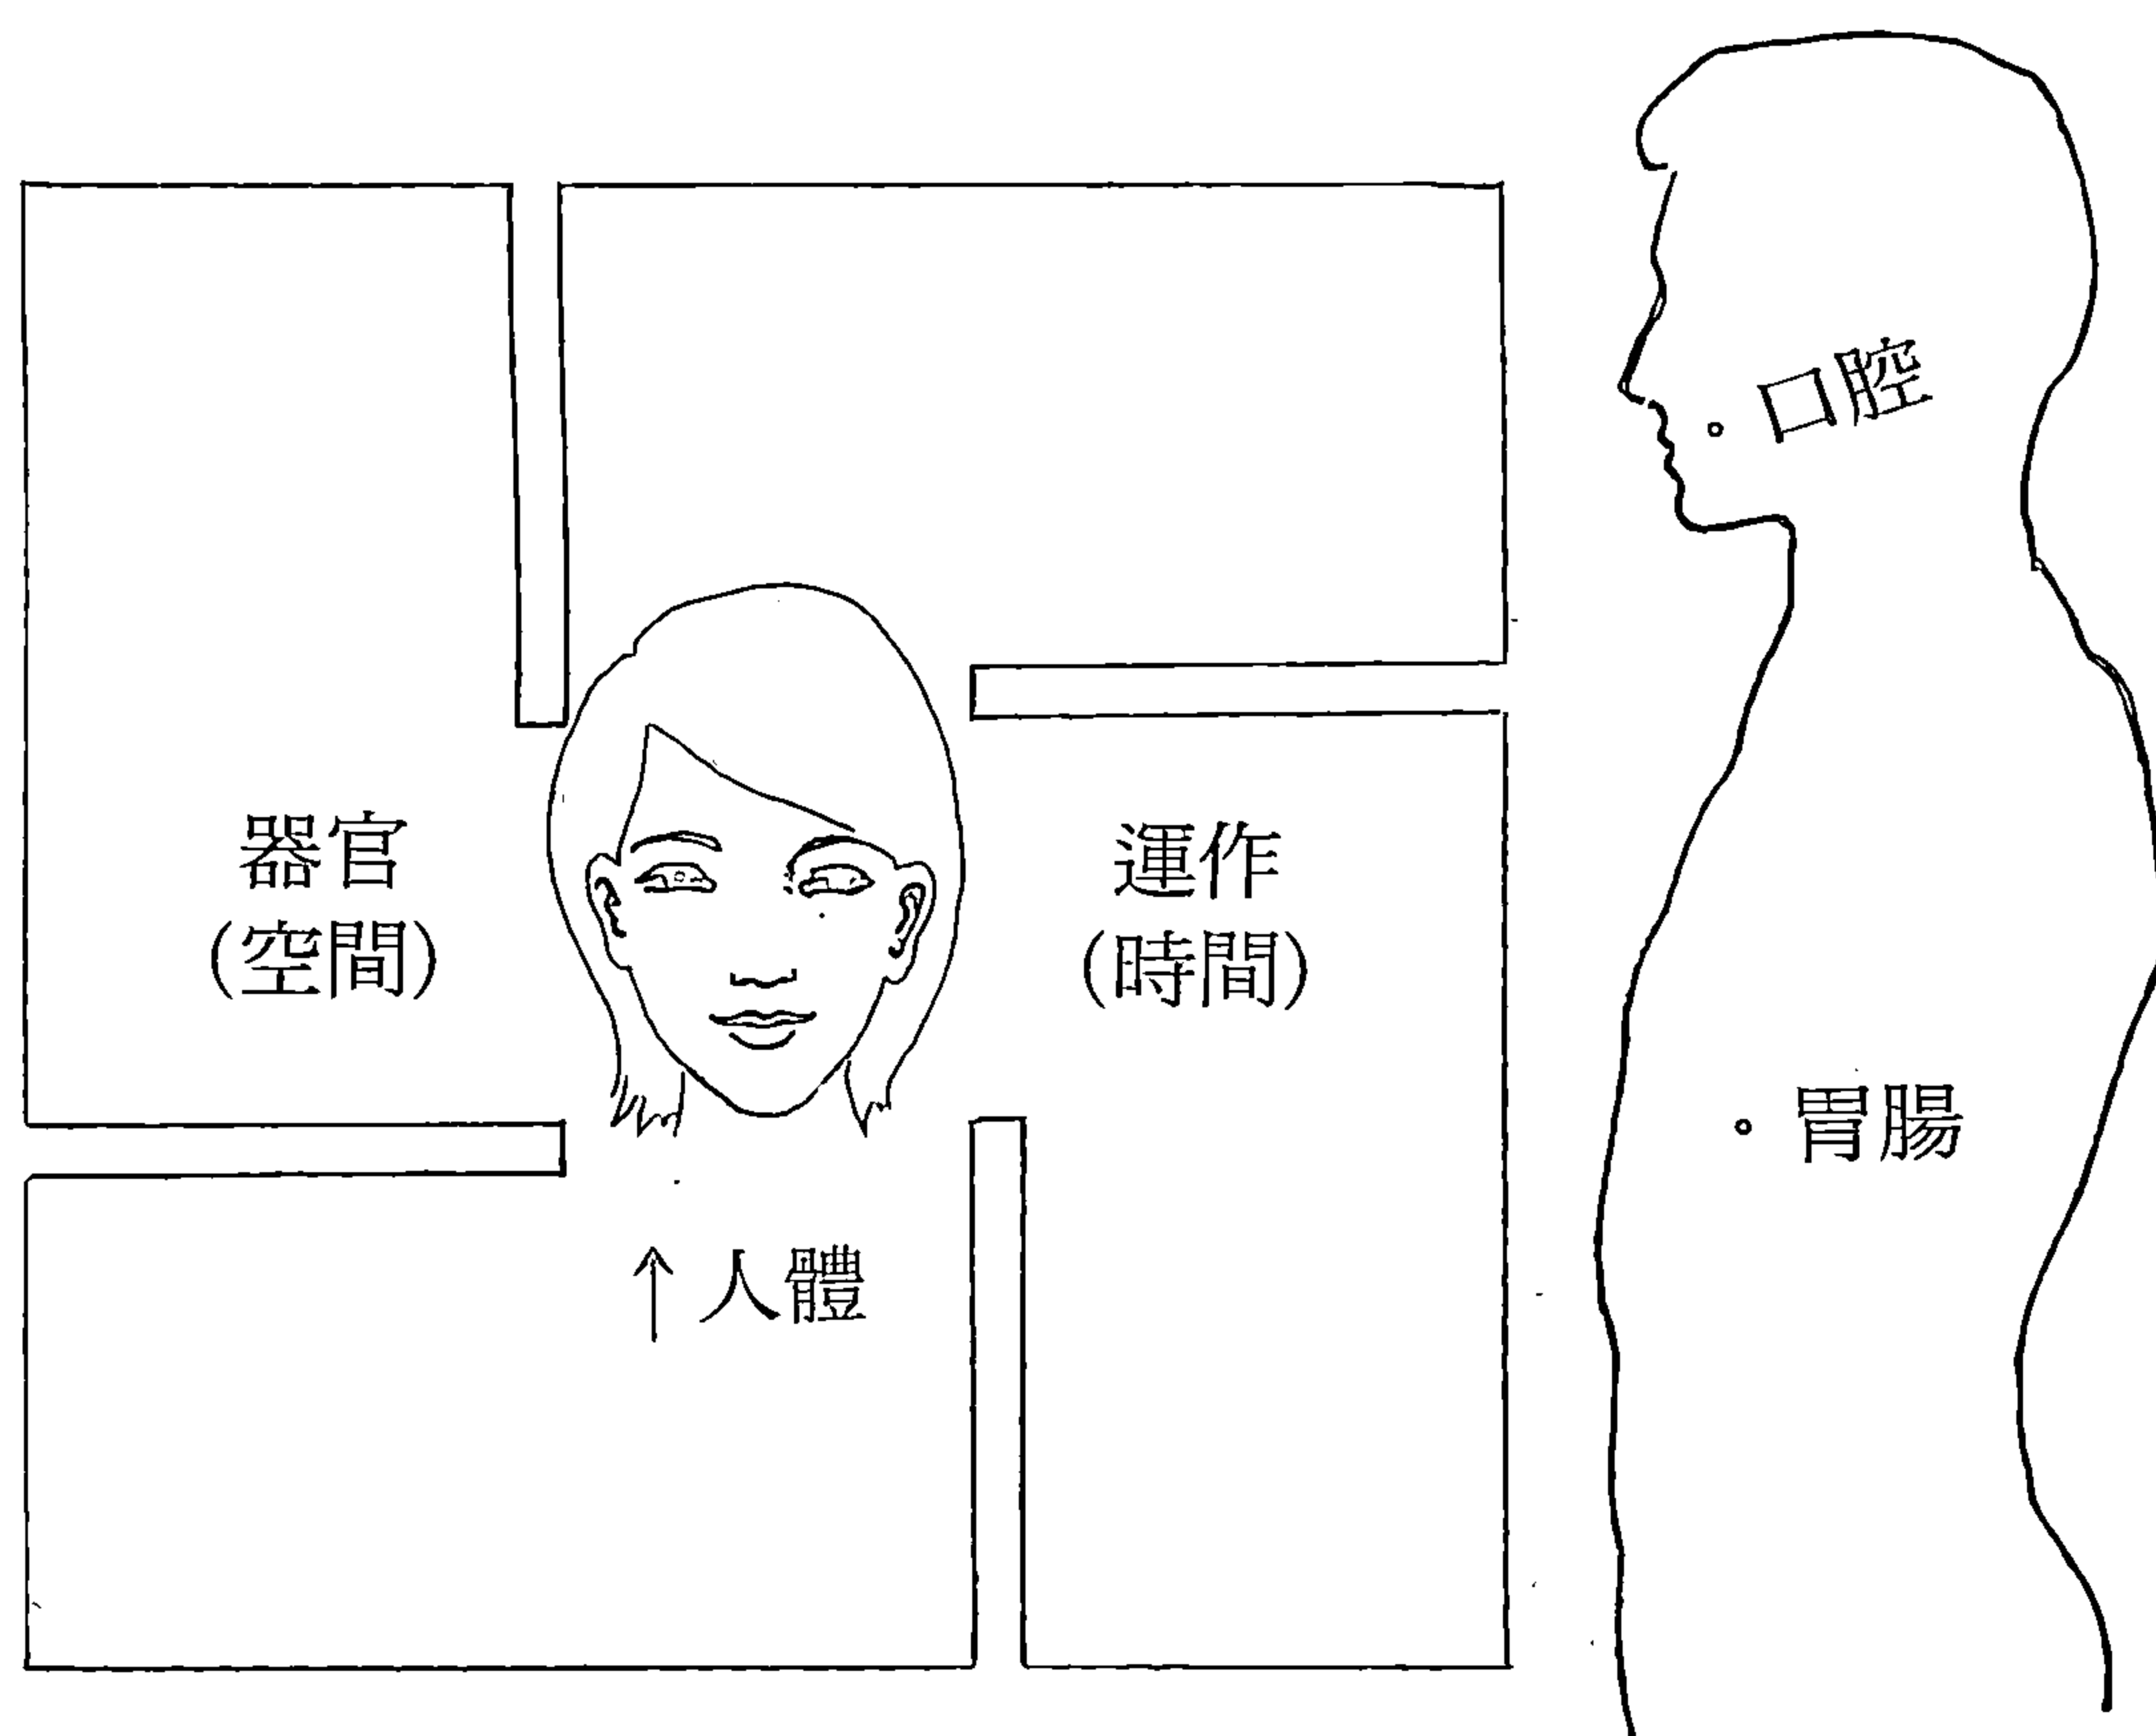 器官
(空間)
運作
(時間)
↑ 人體
。口腔
。胃腸